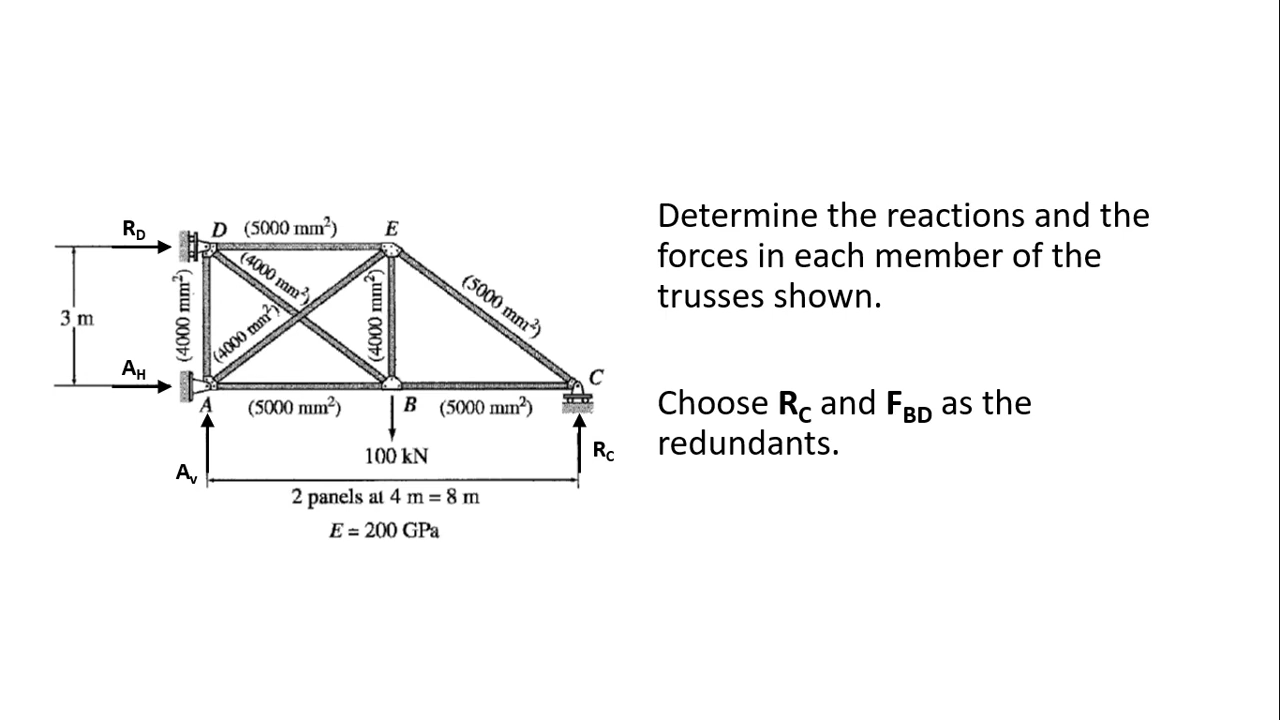 R_D
D (5000 mm²) E
(4000 mm²)
(5000 mm²)
3 m
(4000 mm²)
(4000 mm²)
(4000 mm²)
A_H
C
A (5000 mm²) B (5000 mm²)
100 kN
R_C
A_v
2 panels at 4 m = 8 m
E = 200 GPa
Determine the reactions and the
forces in each member of the
trusses shown.
Choose R_C and F_BD as the
redundants.